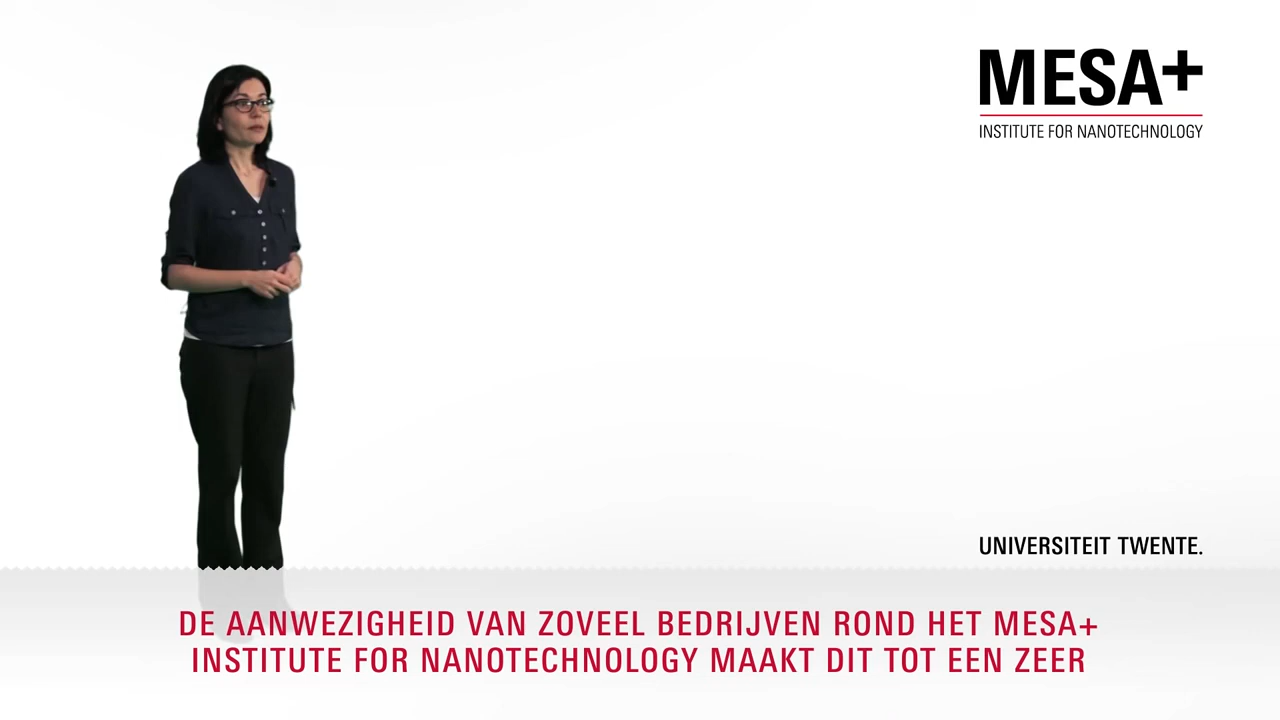 MESA+
INSTITUTE FOR NANOTECHNOLOGY
UNIVERSITEIT TWENTE.
DE AANWEZIGHEID VAN ZOVEEL BEDRIJVEN ROND HET MESA+
INSTITUTE FOR NANOTECHNOLOGY MAAKT DIT TOT EEN ZEER